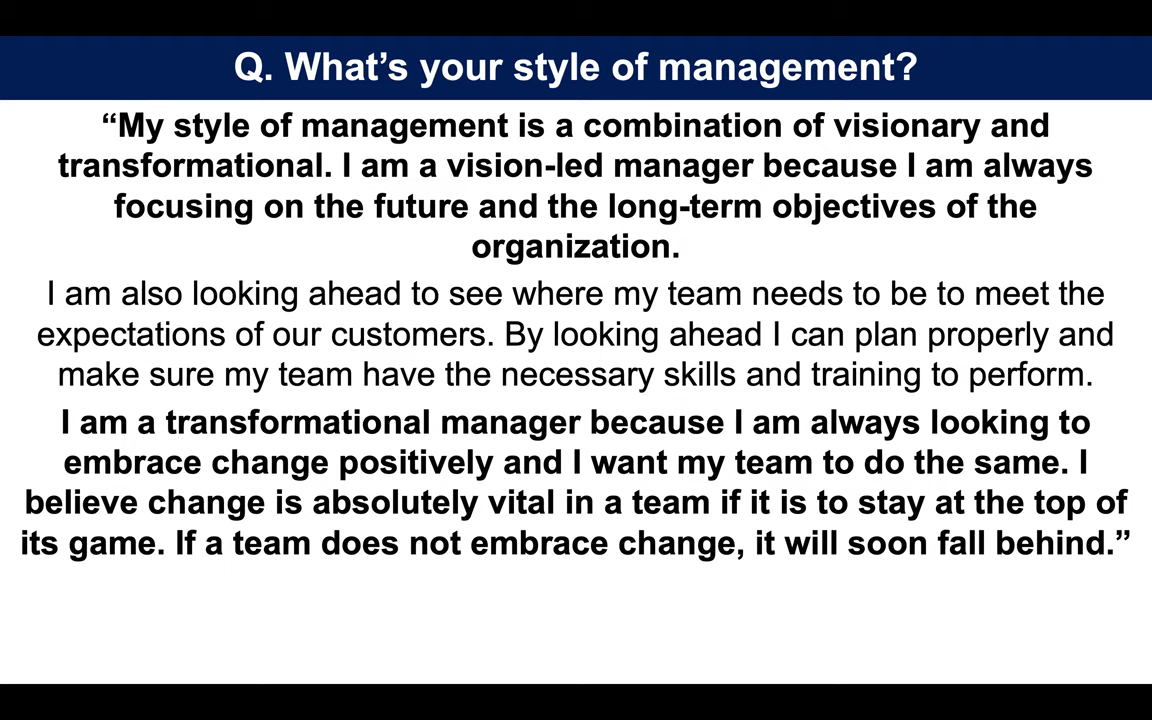 Q. What’s your style of management?
“My style of management is a combination of visionary and
transformational. I am a vision-led manager because I am always
focusing on the future and the long-term objectives of the
organization.
I am also looking ahead to see where my team needs to be to meet the
expectations of our customers. By looking ahead I can plan properly and
make sure my team have the necessary skills and training to perform.
I am a transformational manager because I am always looking to
embrace change positively and I want my team to do the same. I
believe change is absolutely vital in a team if it is to stay at the top of
its game. If a team does not embrace change, it will soon fall behind.”